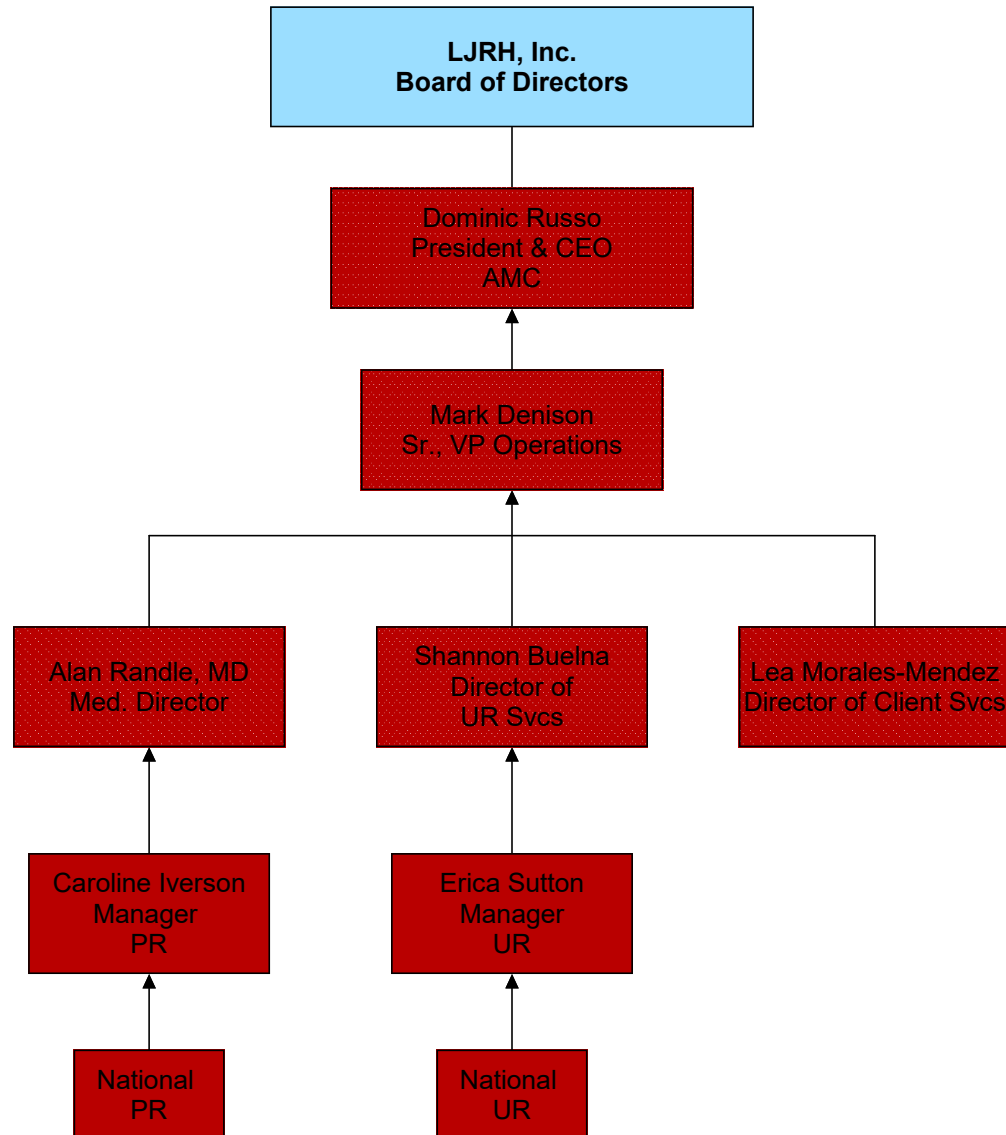 LJRH, Inc.
Board of Directors
Dominic Russo
President & CEO
AMC
Mark Denison
Sr., VP Operations
Alan Randle, MD
Med. Director
Shannon Buelna
Director of
UR Svcs
Lea Morales-Mendez
Director of Client Svcs
Caroline Iverson
Manager
PR
Erica Sutton
Manager
UR
National
PR
National
UR